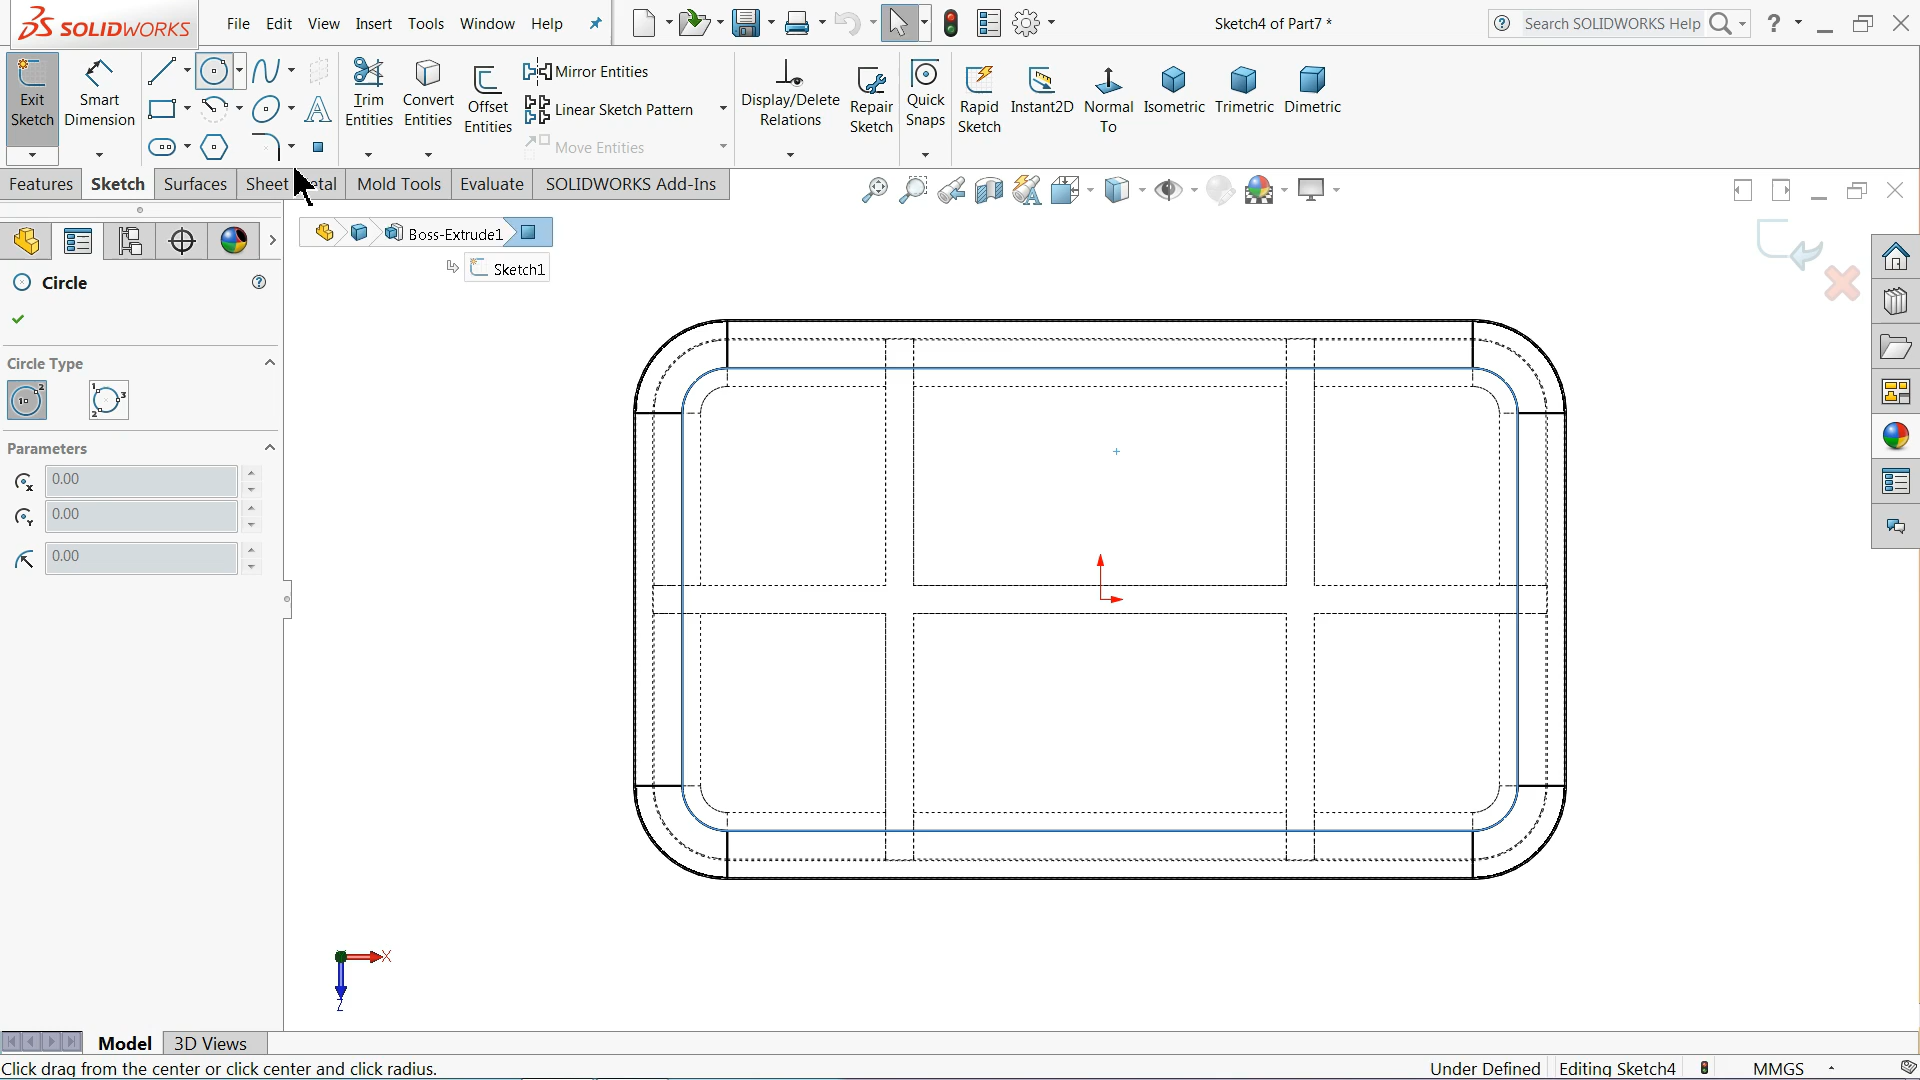 SOLIDWORKS File Edit View Insert Tools Window Help Sketch4 of Part7 * Search SOLIDWORKS Help ?
Exit Sketch
Smart Dimension
Trim Entities
Convert Entities
Offset Entities
Mirror Entities
Linear Sketch Pattern
Move Entities
Display/Delete Relations
Repair Sketch
Quick Snaps
Rapid Sketch
Instant2D
Normal To
Isometric
Trimetric
Dimetric
Features Sketch Surfaces Sheet Mold Tools Evaluate SOLIDWORKS Add-Ins
Boss-Extrude1
Sketch1
Circle
Circle Type
Parameters
0.00
0.00
0.00
X
Z
Model 3D Views
Click drag from the center or click center and click radius. Under Defined Editing Sketch4 MMGS